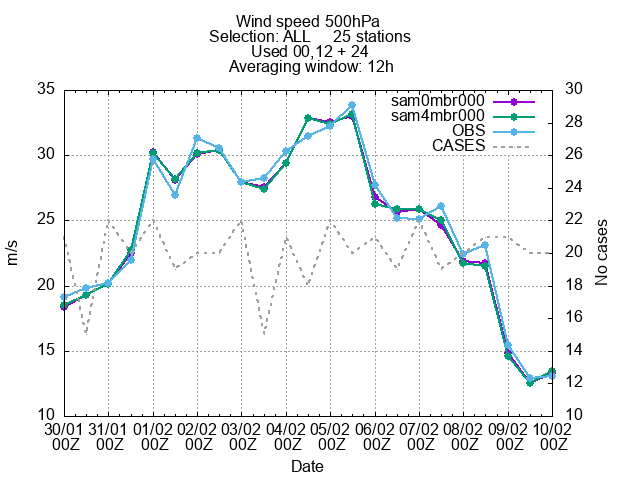 Wind speed 500hPa
Selection: ALL 25 stations
Used 00,12 + 24
Averaging window: 12h
sam0mbr000
sam4mbr000
OBS
CASES
35
30
25
20
15
10
m/s
30
28
26
24
22
20
18
16
14
12
10
No cases
30/01 31/01 01/02 02/02 03/02 04/02 05/02 06/02 07/02 08/02 09/02 10/02
00Z 00Z 00Z 00Z 00Z 00Z 00Z 00Z 00Z 00Z 00Z 00Z
Date